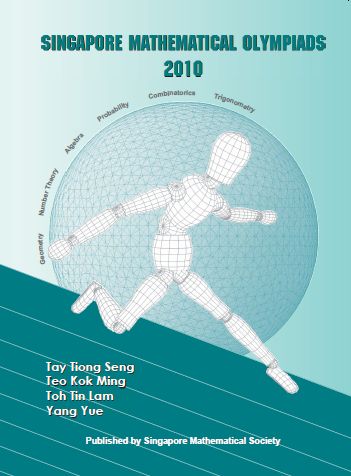 SINGAPORE MATHEMATICAL OLYMPIADS
2010
Geometry
Number Theory
Algebra
Probability
Combinatorics
Trigonometry
Tay Tiong Seng
Teo Kok Ming
Toh Tin Lam
Yang Yue
Published by Singapore Mathematical Society